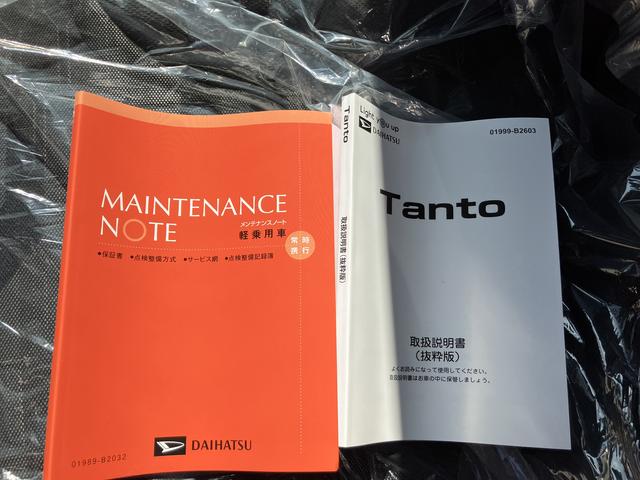 MAINTENANCE
NOTE
メンテナンスノート
軽乗用車
常時
携行
●保証書 ●点検整備方式 ●サービス網 ●点検整備記録簿
DAIHATSU
01989-B2032
Tanto
取扱説明書(抜粋版)
Light you up
DAIHATSU
01999-B2603
Tanto
取扱説明書
(抜粋版)
よくお読みになって使用してください。
取扱説明書はお車の中に保管しましょう。